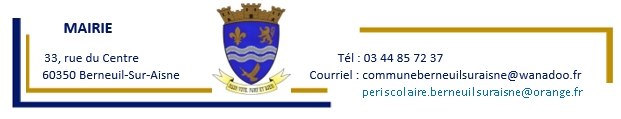 MAIRIE
33, rue du Centre
60350 Berneuil-Sur-Aisne
Tél : 03 44 85 72 37
Courriel : communeberneuilsuraisne@wanadoo.fr
periscolaire.berneuilsuraisne@orange.fr